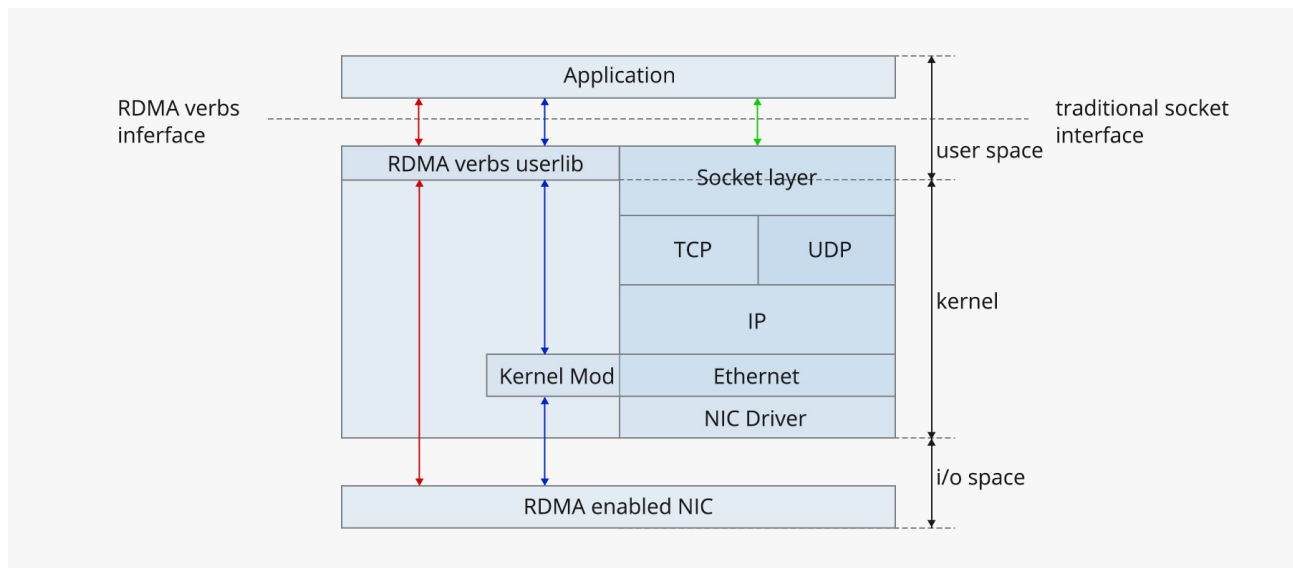 Application
RDMA verbs
inferface
traditional socket
interface
user space
RDMA verbs userlib
Socket layer
TCP
UDP
kernel
IP
Kernel Mod
Ethernet
NIC Driver
i/o space
RDMA enabled NIC